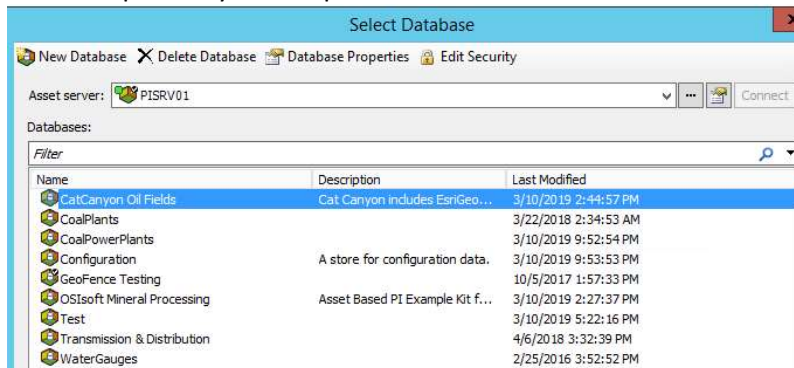 Select Database
New Database Delete Database Database Properties Edit Security
Asset server: PISRV01 ... Connect
Databases:
Filter
Name Description Last Modified
CatCanyon Oil Fields Cat Canyon includes EsriGeo... 3/10/2019 2:44:57 PM
CoalPlants 3/22/2018 2:34:53 AM
CoalPowerPlants 3/10/2019 9:52:54 PM
Configuration A store for configuration data. 3/10/2019 9:53:53 PM
GeoFence Testing 10/5/2017 1:57:33 PM
OSIsoft Mineral Processing Asset Based PI Example Kit f... 3/10/2019 2:27:37 PM
Test 3/10/2019 5:22:16 PM
Transmission & Distribution 4/6/2018 3:32:39 PM
WaterGauges 2/25/2016 3:52:52 PM